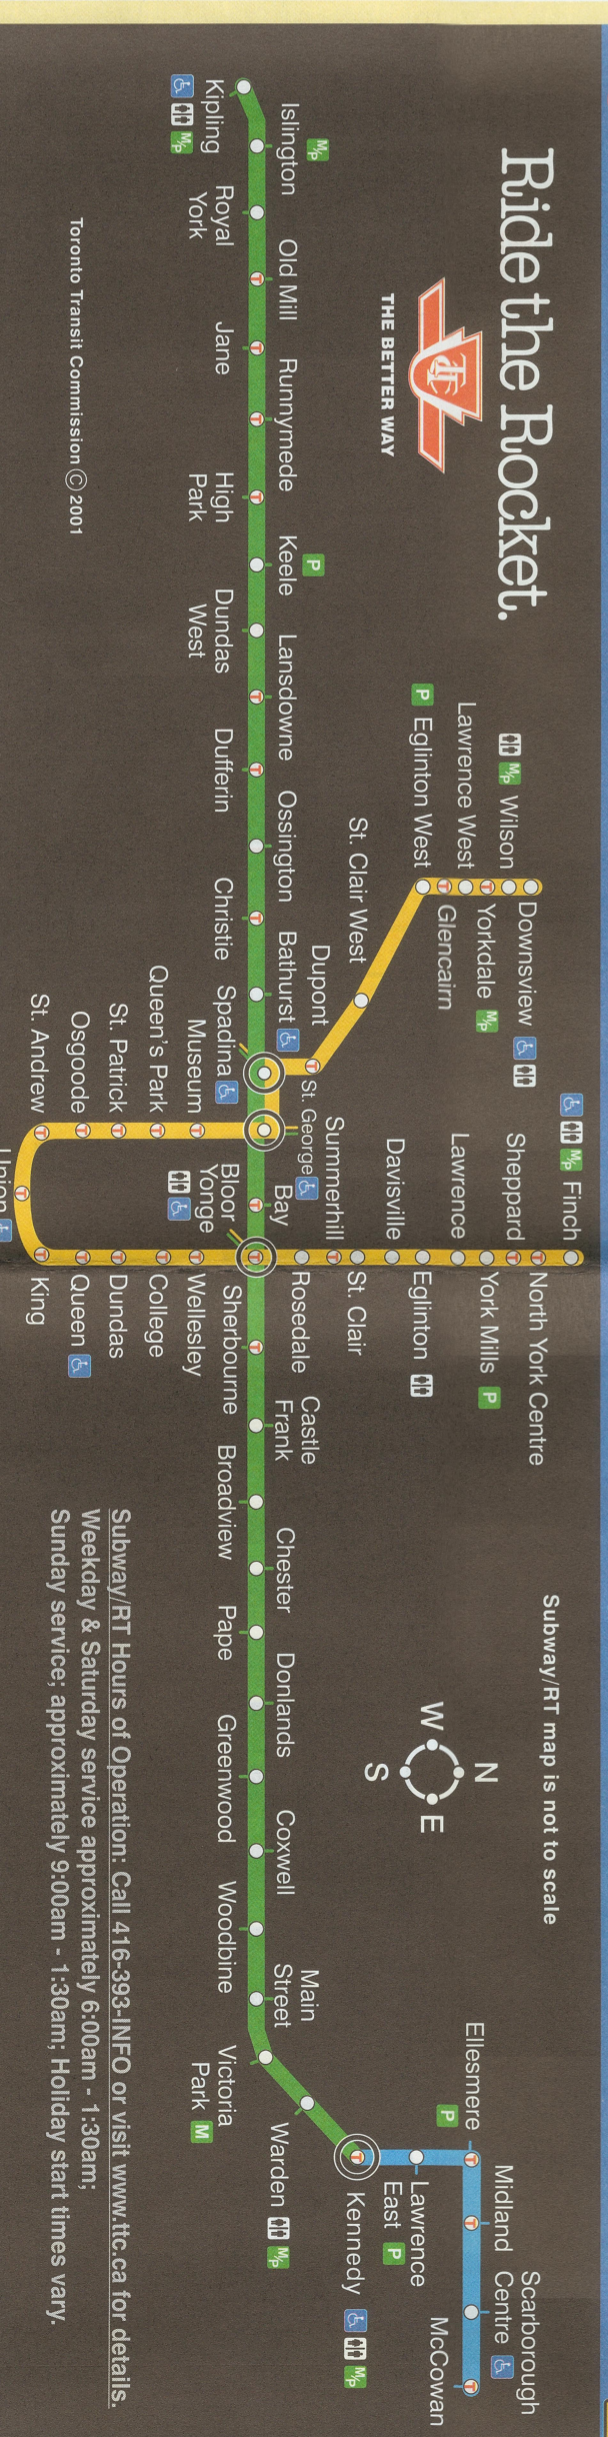 Ride the Rocket.
TTC
THE BETTER WAY
Subway/RT map is not to scale
N
W
E
S
Kipling
M/P
Islington
M/P
Royal
York
Old Mill
Jane
Runnymede
High
Park
Keele
P
Dundas
West
Lansdowne
Dufferin
Ossington
Christie
Bathurst
Spadina
St. George
Bay
Bloor
Yonge
Sherbourne
Castle
Frank
Broadview
Chester
Pape
Donlands
Greenwood
Coxwell
Woodbine
Main
Street
Victoria
Park
M
Warden
M/P
Kennedy
M/P
Lawrence
East
P
Ellesmere
P
Midland
Scarborough
Centre
McCowan
Downsview
Wilson
M/P
Yorkdale
M/P
Lawrence West
Glencairn
Eglinton West
P
St. Clair West
Dupont
Museum
Queen's Park
St. Patrick
Osgoode
St. Andrew
Union
King
Queen
Dundas
College
Wellesley
Rosedale
Summerhill
St. Clair
Davisville
Eglinton
Lawrence
York Mills
P
Sheppard
North York Centre
Finch
M/P
Toronto Transit Commission © 2001
Subway/RT Hours of Operation: Call 416-393-INFO or visit www.ttc.ca for details.
Weekday & Saturday service approximately 6:00am - 1:30am;
Sunday service; approximately 9:00am - 1:30am; Holiday start times vary.